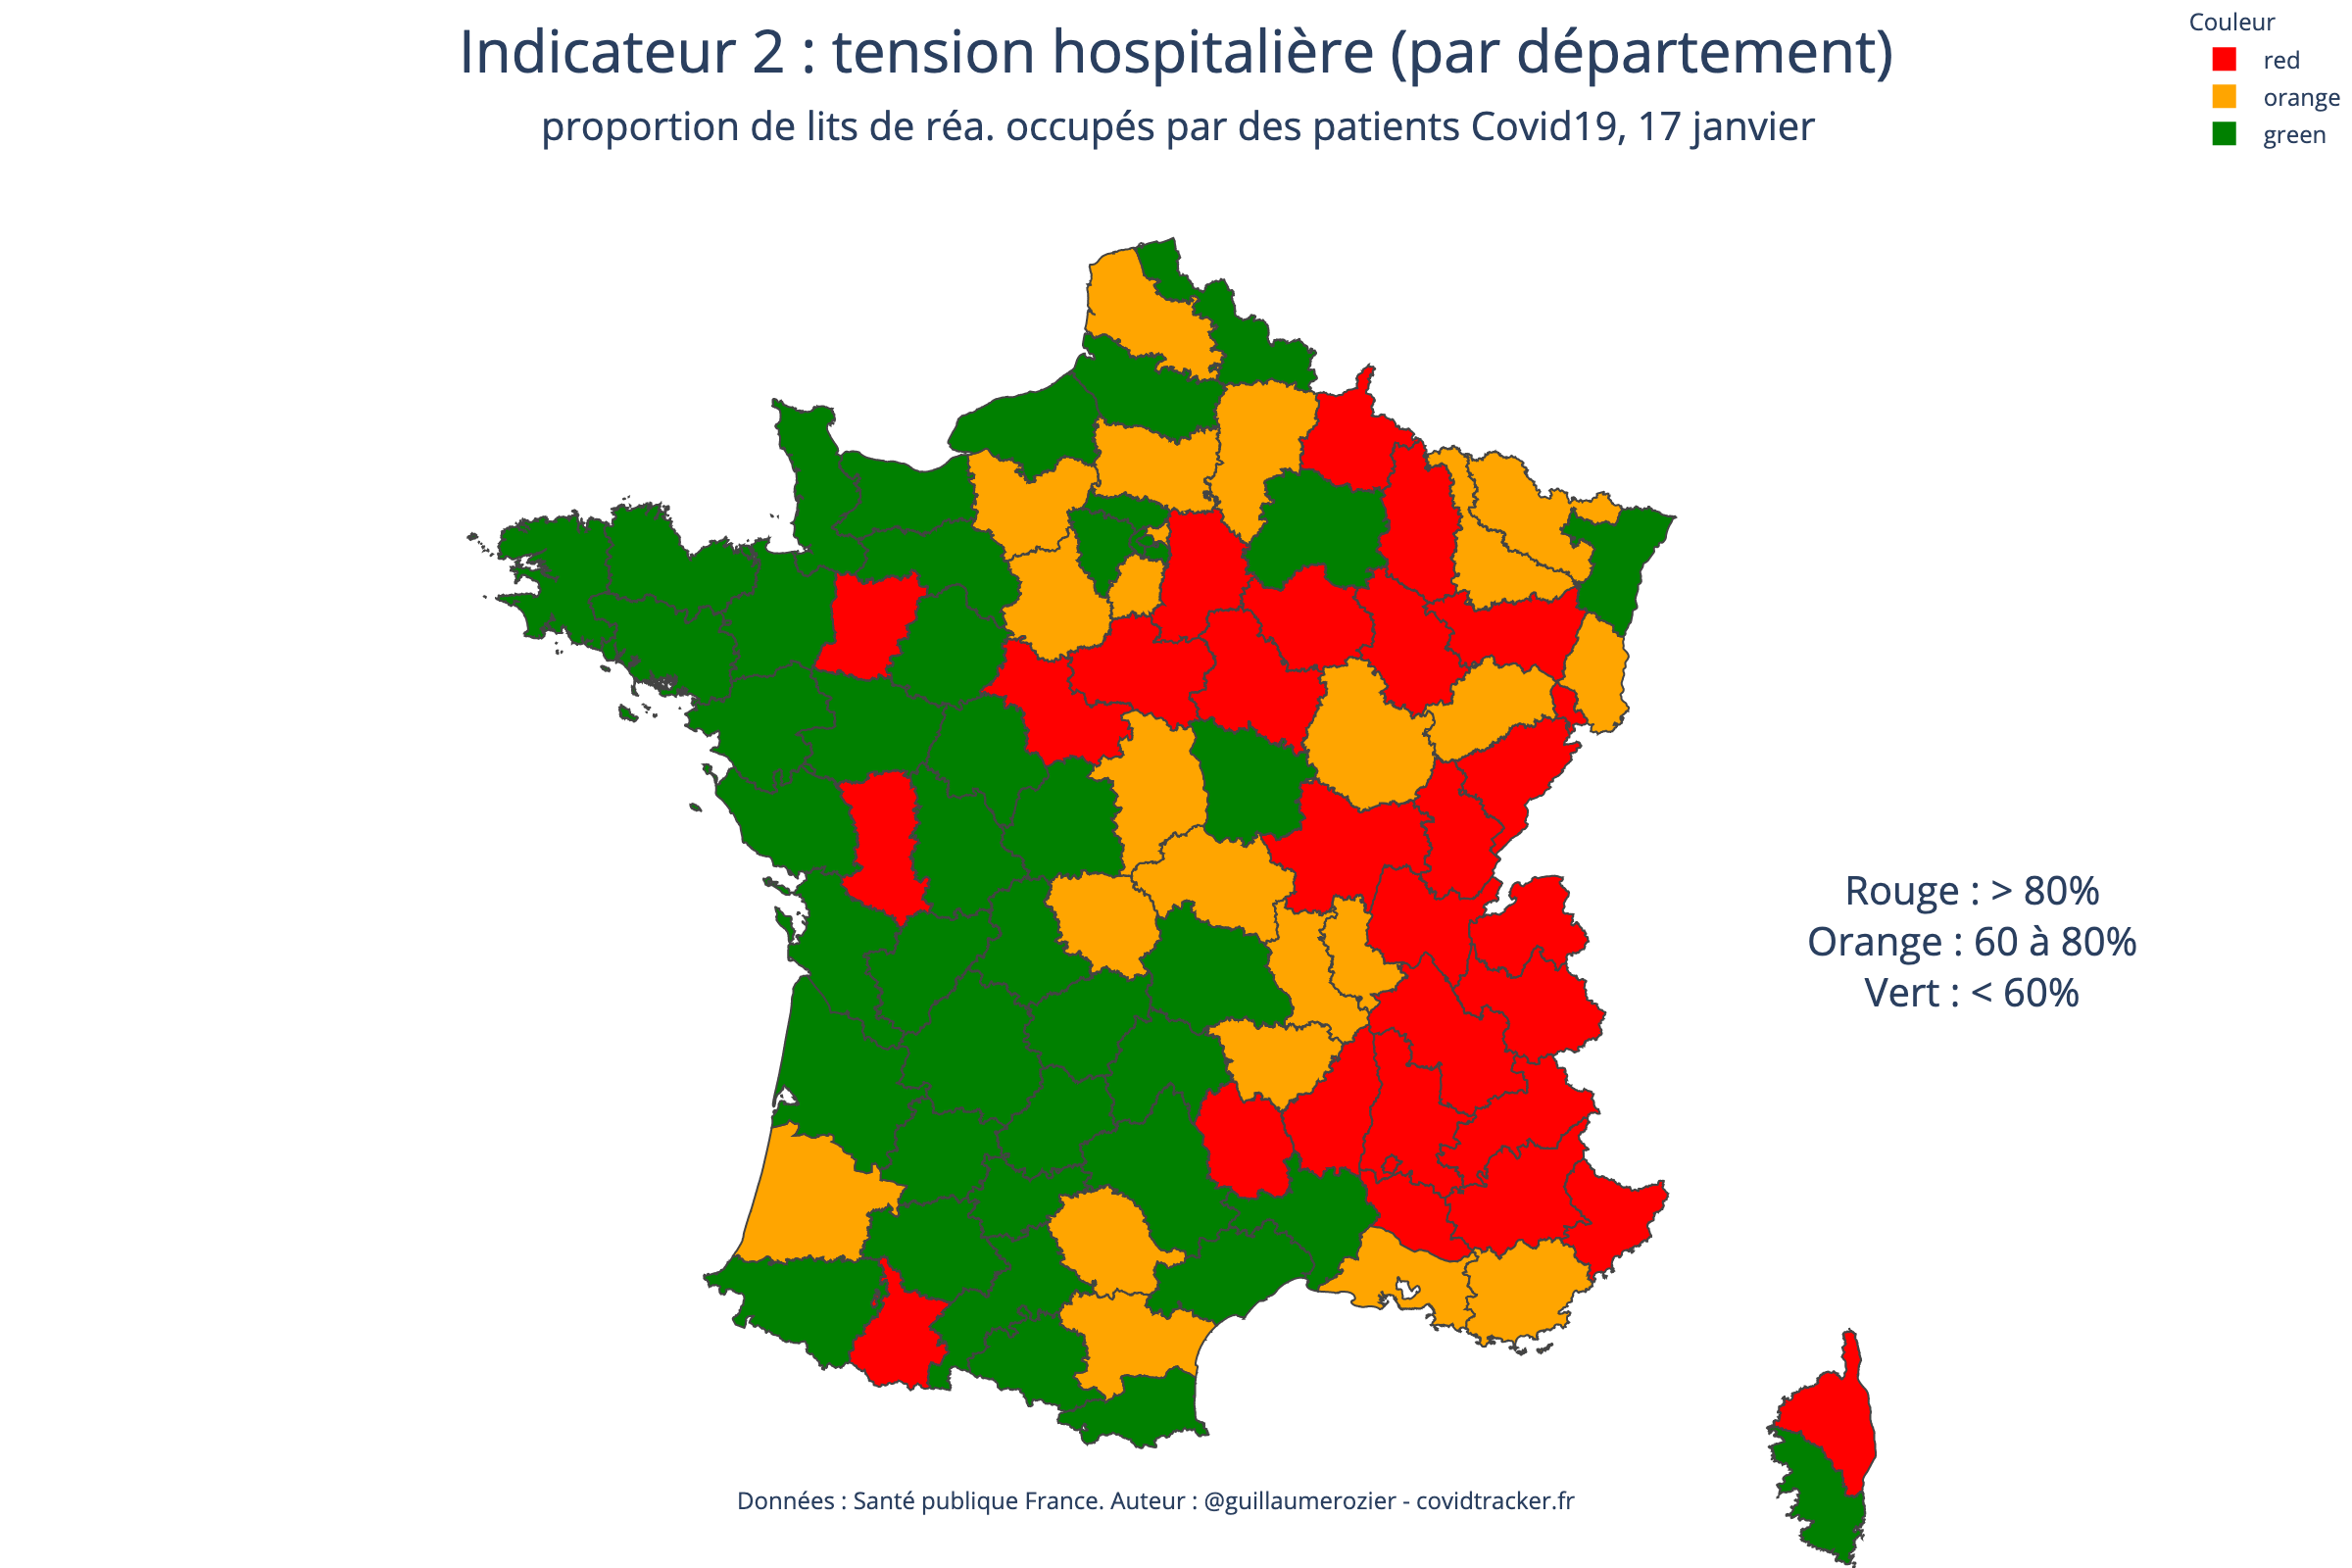 Indicateur 2 : tension hospitalière (par département)
proportion de lits de réa. occupés par des patients Covid19, 17 janvier
Couleur
red
orange
green
Rouge : > 80%
Orange : 60 à 80%
Vert : < 60%
Données : Santé publique France. Auteur : @guillaumerozier - covidtracker.fr